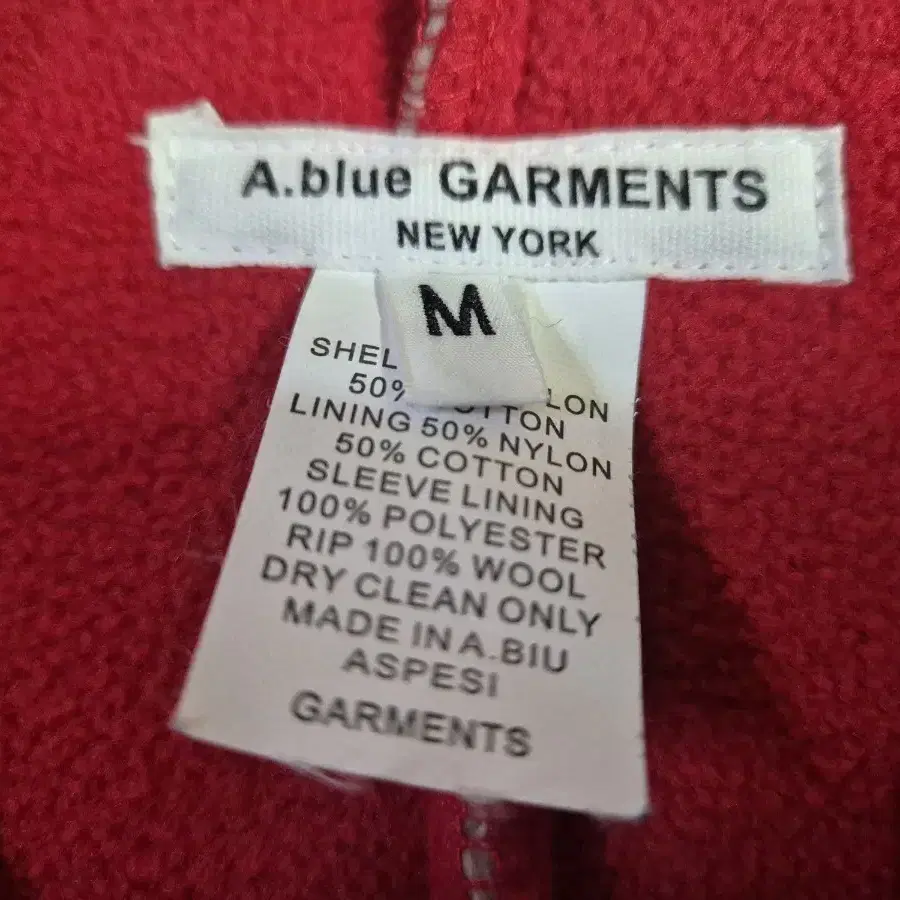 A.blue GARMENTS
NEW YORK
M
SHEL LON
50% TTON
LINING 50% NYLON
50% COTTON
SLEEVE LINING
100% POLYESTER
RIP 100% WOOL
DRY CLEAN ONLY
MADE IN A.BIU
ASPESI
GARMENTS